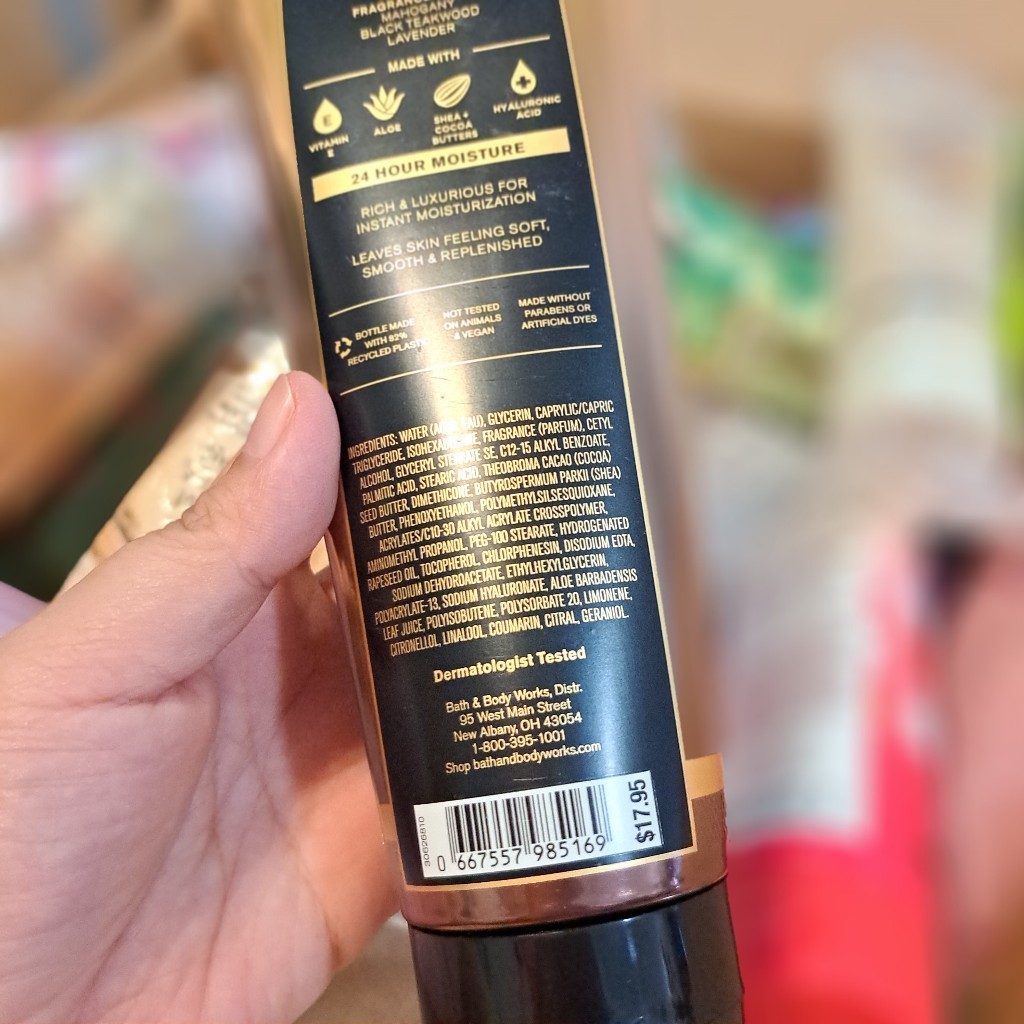 FRAGRANCE
MAHOGANY
BLACK TEAKWOOD
LAVENDER
MADE WITH
E
VITAMIN
E
ALOE
SHEA +
COCOA
BUTTERS
HYALURONIC
ACID
24 HOUR MOISTURE
RICH & LUXURIOUS FOR
INSTANT MOISTURIZATION
LEAVES SKIN FEELING SOFT,
SMOOTH & REPLENISHED
BOTTLE MADE
WITH 82%
RECYCLED PLASTIC
NOT TESTED
ON ANIMALS
& VEGAN
MADE WITHOUT
PARABENS OR
ARTIFICIAL DYES
INGREDIENTS: WATER (AQUA, EAU), GLYCERIN, CAPRYLIC/CAPRIC
TRIGLYCERIDE, ISOHEXADECANE, FRAGRANCE (PARFUM), CETYL
ALCOHOL, GLYCERYL STEARATE SE, C12-15 ALKYL BENZOATE,
PALMITIC ACID, STEARIC ACID, THEOBROMA CACAO (COCOA)
SEED BUTTER, DIMETHICONE, BUTYROSPERMUM PARKII (SHEA)
BUTTER, PHENOXYETHANOL, POLYMETHYLSILSESQUIOXANE,
ACRYLATES/C10-30 ALKYL ACRYLATE CROSSPOLYMER,
AMINOMETHYL PROPANOL, PEG-100 STEARATE, HYDROGENATED
RAPESEED OIL, TOCOPHEROL, CHLORPHENESIN, DISODIUM EDTA,
SODIUM DEHYDROACETATE, ETHYLHEXYLGLYCERIN,
POLYACRYLATE-13, SODIUM HYALURONATE, ALOE BARBADENSIS
LEAF JUICE, POLYISOBUTENE, POLYSORBATE 20, LIMONENE,
CITRONELLOL, LINALOOL, COUMARIN, CITRAL, GERANIOL.
Dermatologist Tested
Bath & Body Works, Distr.
95 West Main Street
New Albany, OH 43054
1-800-395-1001
Shop bathandbodyworks.com
30626810
0 667557 985169
$17.95